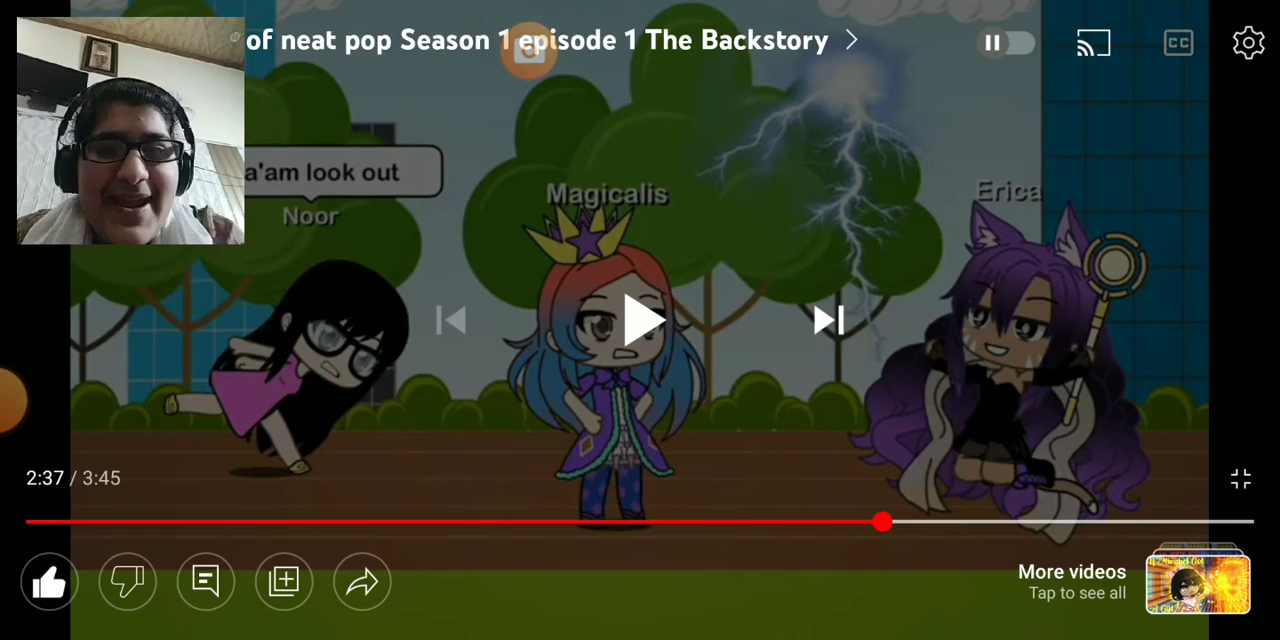 of neat pop Season 1 episode 1 The Backstory
CC
a'am look out
Noor
Magicalis
Erica
2:37 / 3:45
More videos
Tap to see all